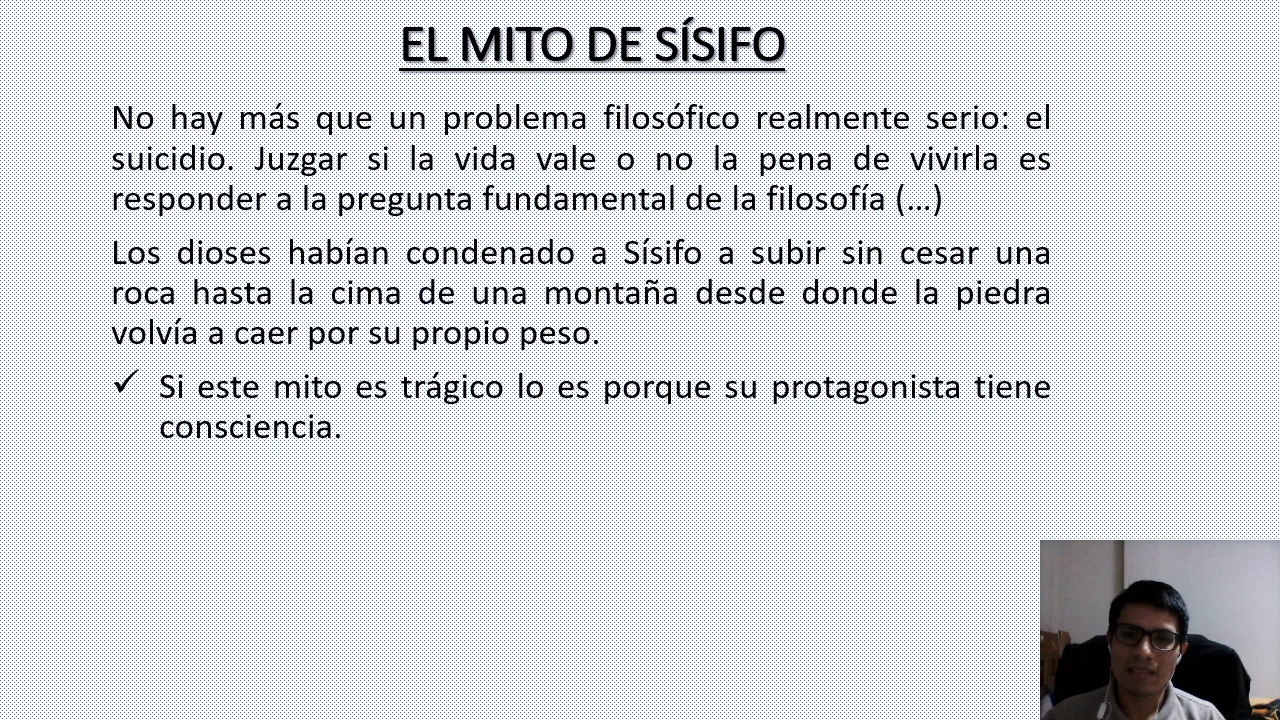 EL MITO DE SÍSIFO
No hay más que un problema filosófico realmente serio: el
suicidio. Juzgar si la vida vale o no la pena de vivirla es
responder a la pregunta fundamental de la filosofía (…)
Los dioses habían condenado a Sísifo a subir sin cesar una
roca hasta la cima de una montaña desde donde la piedra
volvía a caer por su propio peso.
✓ Si este mito es trágico lo es porque su protagonista tiene
consciencia.